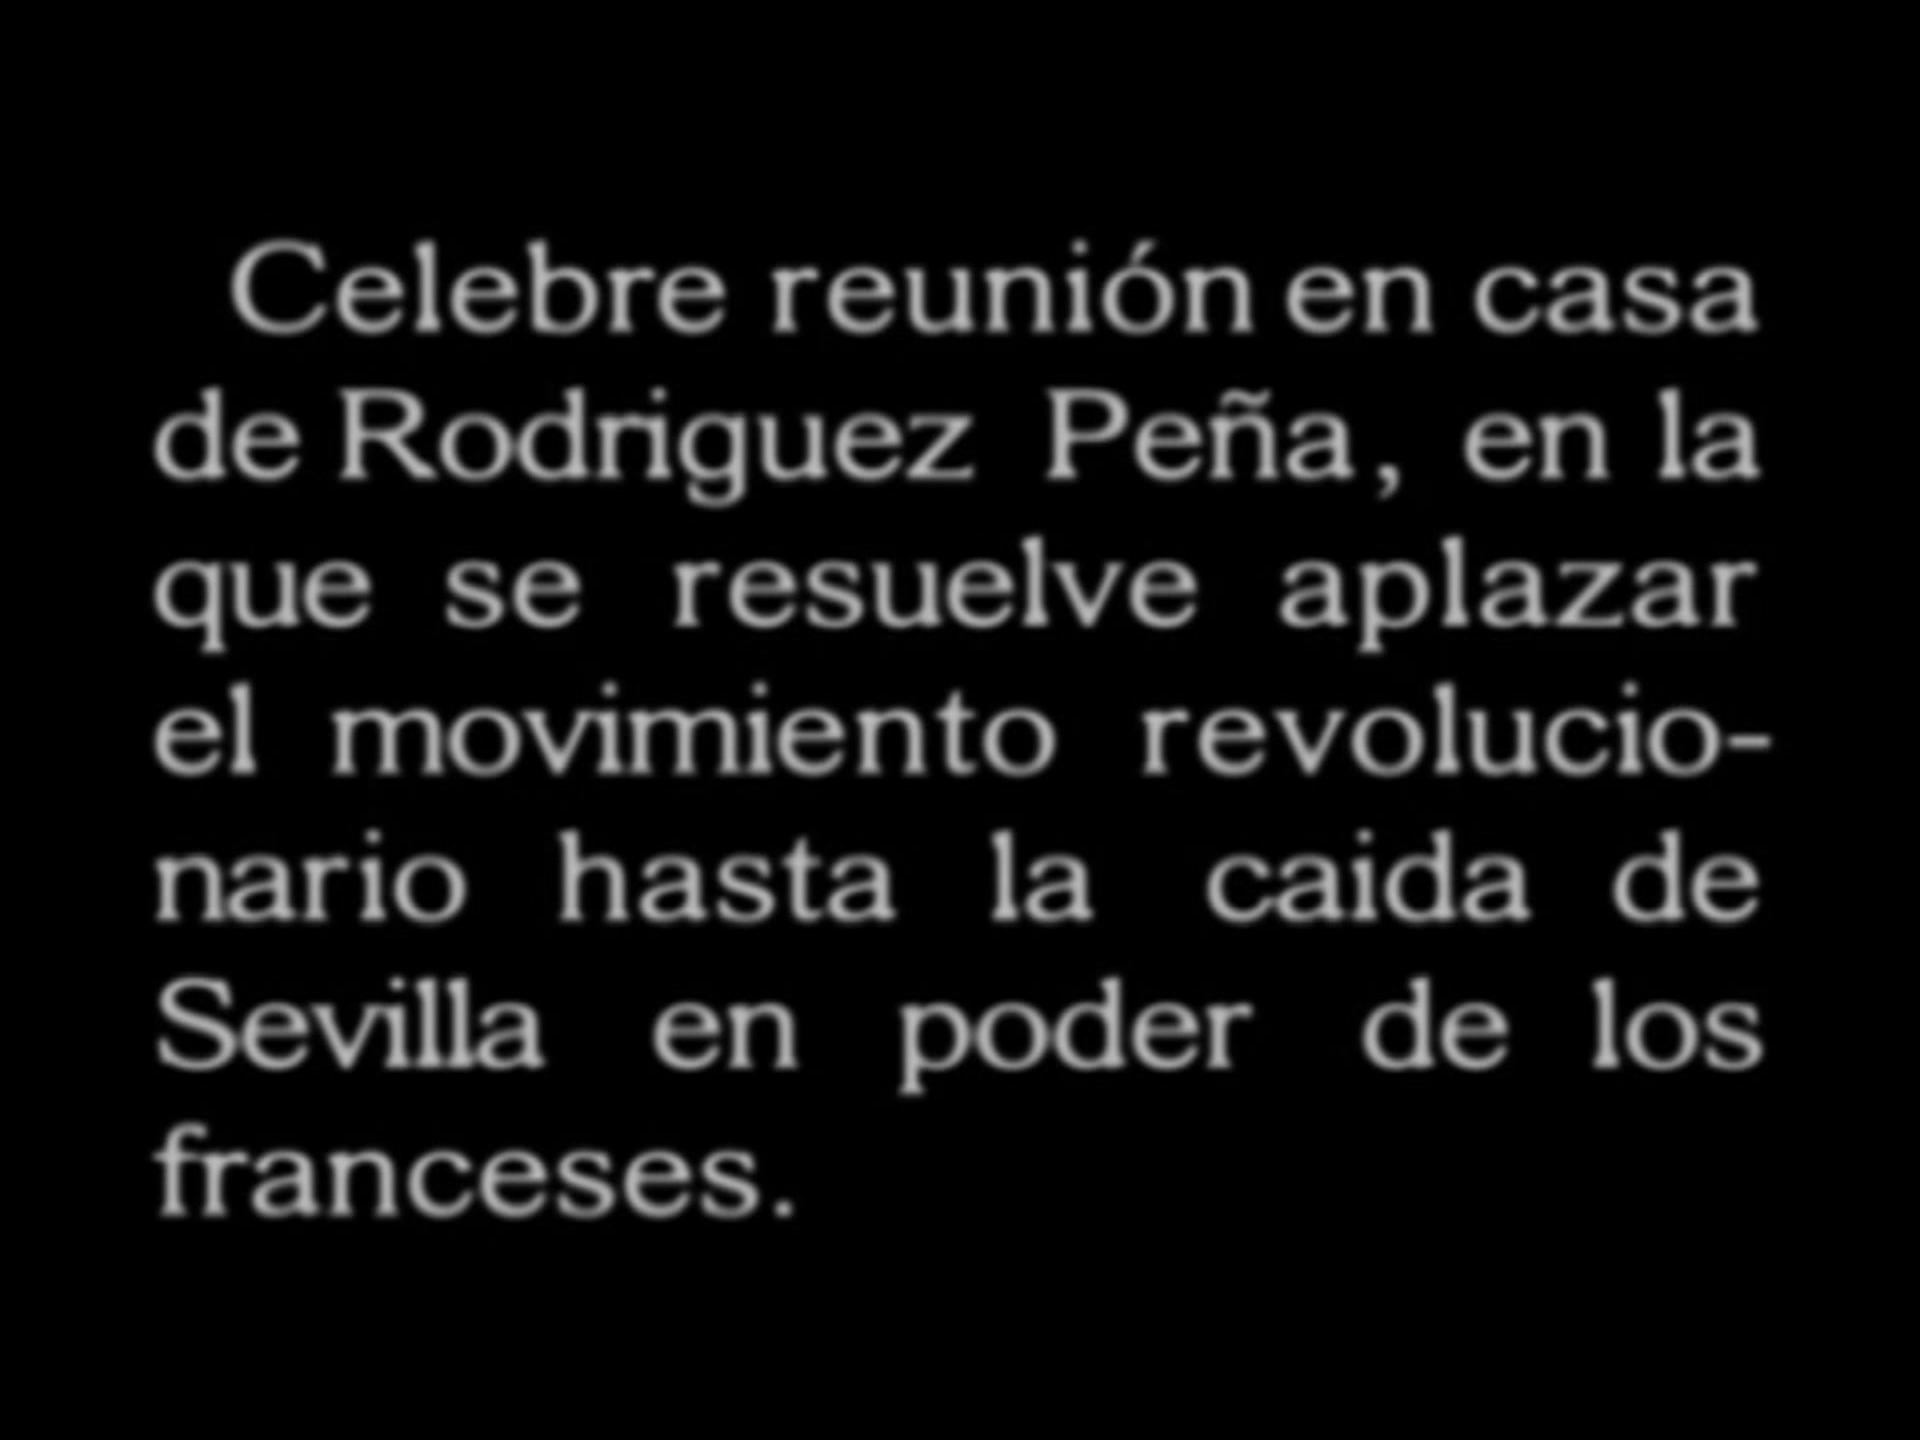 Celebre reunión en casa
de Rodriguez Peña, en la
que se resuelve aplazar
el movimiento revolucio-
nario hasta la caida de
Sevilla en poder de los
franceses.